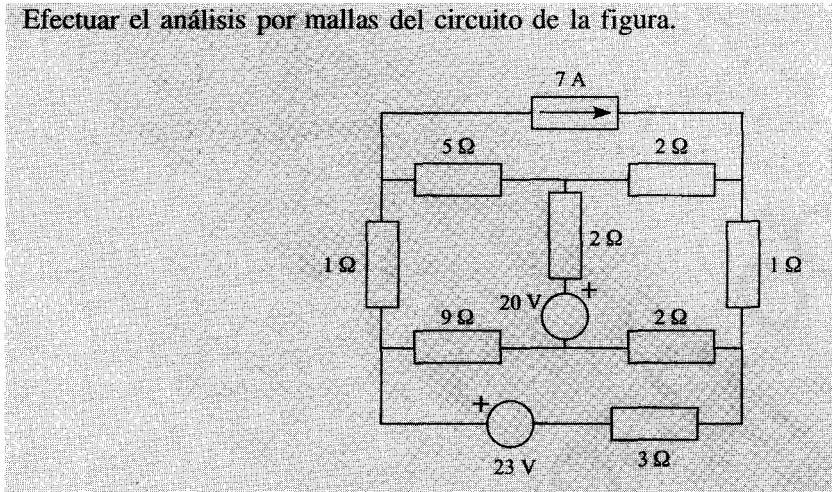 Efectuar el análisis por mallas del circuito de la figura.
7 A
5 Ω
2 Ω
2 Ω
1 Ω
1 Ω
20 V
+
9 Ω
2 Ω
+
23 V
3 Ω